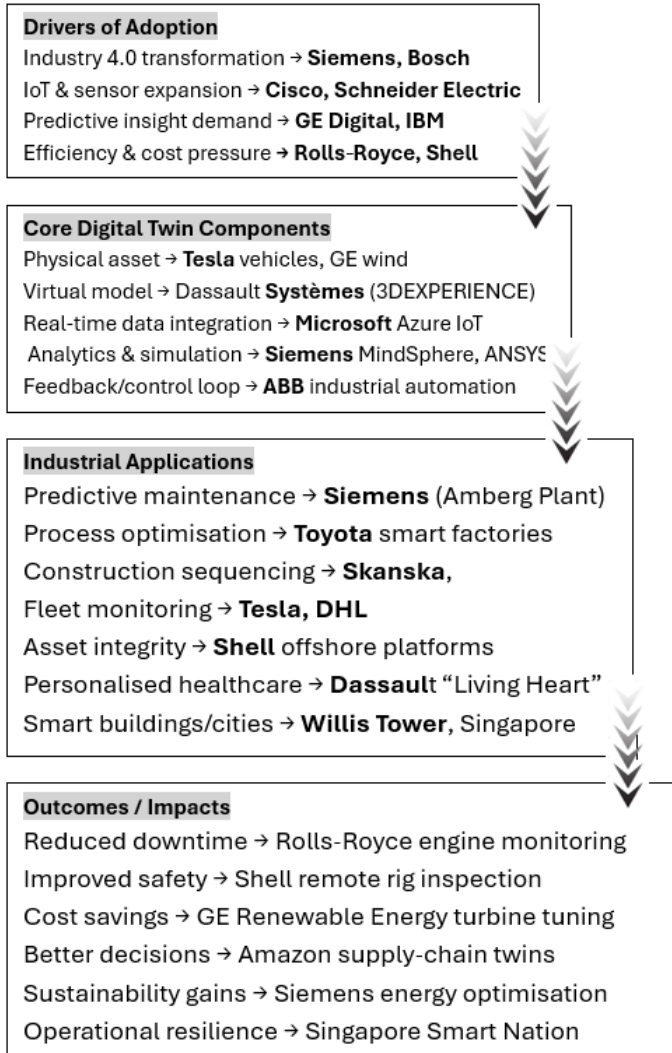 Drivers of Adoption
Industry 4.0 transformation → Siemens, Bosch
IoT & sensor expansion → Cisco, Schneider Electric
Predictive insight demand → GE Digital, IBM
Efficiency & cost pressure → Rolls-Royce, Shell
Core Digital Twin Components
Physical asset → Tesla vehicles, GE wind
Virtual model → Dassault Systèmes (3DEXPERIENCE)
Real-time data integration → Microsoft Azure IoT
Analytics & simulation → Siemens MindSphere, ANSYS
Feedback/control loop → ABB industrial automation
Industrial Applications
Predictive maintenance → Siemens (Amberg Plant)
Process optimisation → Toyota smart factories
Construction sequencing → Skanska,
Fleet monitoring → Tesla, DHL
Asset integrity → Shell offshore platforms
Personalised healthcare → Dassault “Living Heart”
Smart buildings/cities → Willis Tower, Singapore
Outcomes / Impacts
Reduced downtime → Rolls-Royce engine monitoring
Improved safety → Shell remote rig inspection
Cost savings → GE Renewable Energy turbine tuning
Better decisions → Amazon supply-chain twins
Sustainability gains → Siemens energy optimisation
Operational resilience → Singapore Smart Nation